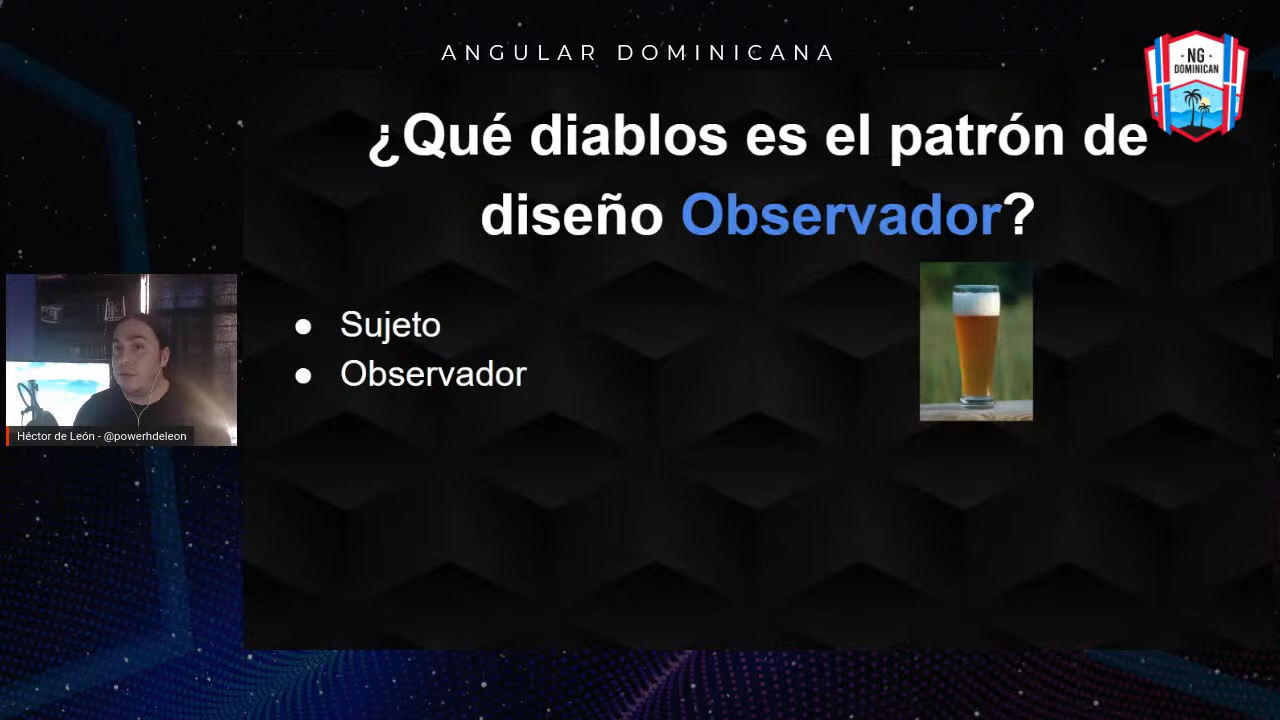 ANGULAR DOMINICANA
NG
DOMINICAN
¿Qué diablos es el patrón de
diseño Observador?
● Sujeto
● Observador
Héctor de León - @powerhdeleon